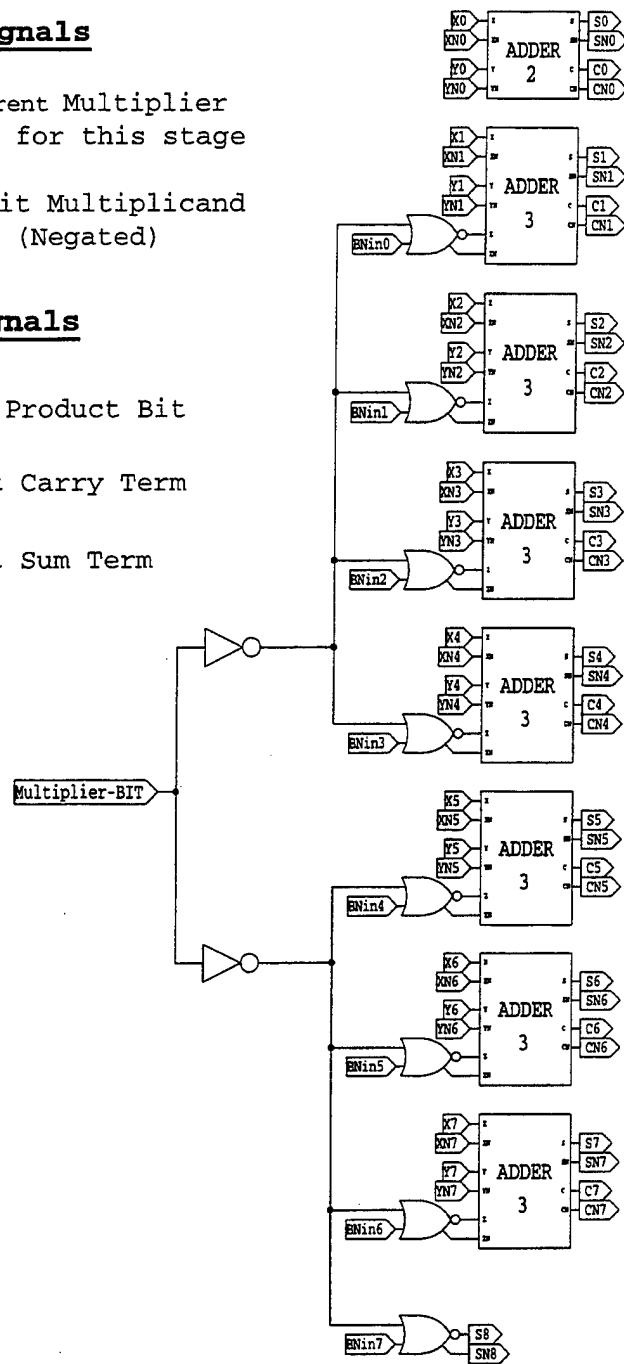 gnals
rent Multiplier
for this stage
it Multiplicand
(Negated)
gnals
Product Bit
t Carry Term
Sum Term
Multiplier-BIT
X0
XN0
Y0
YN0
ADDER
2
S0
SN0
C0
CN0
X1
XN1
Y1
YN1
BNin0
ADDER
3
S1
SN1
C1
CN1
X2
XN2
Y2
YN2
BNin1
ADDER
3
S2
SN2
C2
CN2
X3
XN3
Y3
YN3
BNin2
ADDER
3
S3
SN3
C3
CN3
X4
XN4
Y4
YN4
BNin3
ADDER
3
S4
SN4
C4
CN4
X5
XN5
Y5
YN5
BNin4
ADDER
3
S5
SN5
C5
CN5
X6
XN6
Y6
YN6
BNin5
ADDER
3
S6
SN6
C6
CN6
X7
XN7
Y7
YN7
BNin6
ADDER
3
S7
SN7
C7
CN7
BNin7
S8
SN8